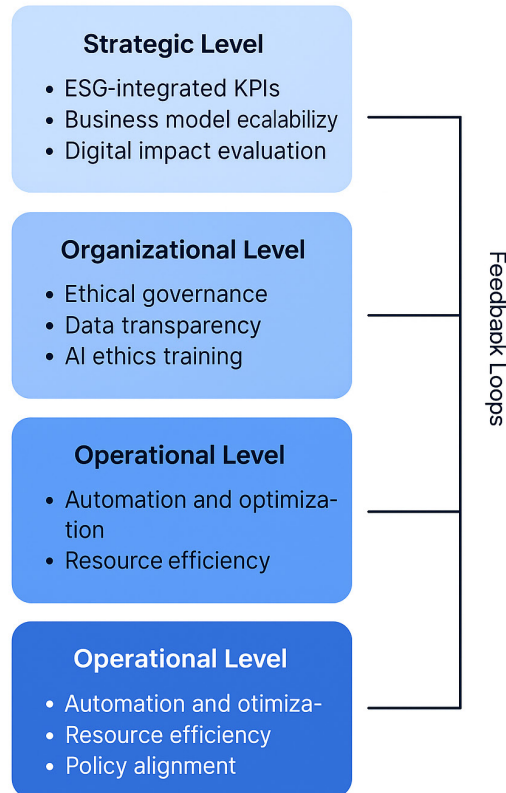 Strategic Level
• ESG-integrated KPIs
• Business model ecalabilizy
• Digital impact evaluation
Organizational Level
• Ethical governance
• Data transparency
• AI ethics training
Operational Level
• Automation and optimiza-
tion
• Resource efficiency
Operational Level
• Automation and otimiza-
• Resource efficiency
• Policy alignment
Feedbapk Loops